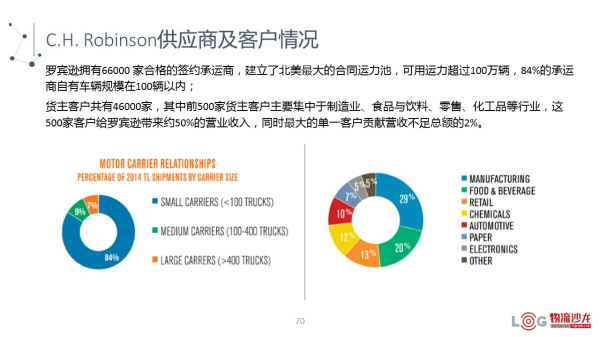 C.H. Robinson供应商及客户情况
罗宾逊拥有66000 家合格的签约承运商，建立了北美最大的合同运力池，可用运力超过100万辆，84%的承运
商自有车辆规模在100辆以内；
货主客户共有46000家，其中前500家货主客户主要集中于制造业、食品与饮料、零售、化工品等行业，这
500家客户给罗宾逊带来约50%的营业收入，同时最大的单一客户贡献营收不足总额的2%。
MOTOR CARRIER RELATIONSHIPS
PERCENTAGE OF 2014 TL SHIPMENTS BY CARRIER SIZE
7%
9%
84%
SMALL CARRIERS (<100 TRUCKS)
MEDIUM CARRIERS (100-400 TRUCKS)
LARGE CARRERS (>400 TRUCKS)
5%
5%
7%
10%
12%
13%
20%
29%
MANUFACTURING
FOOD & BEVERAGE
RETAIL
CHEMICALS
AUTOMOTIVE
PAPER
ELECTRONICS
OTHER
70
LOG 物流沙龙